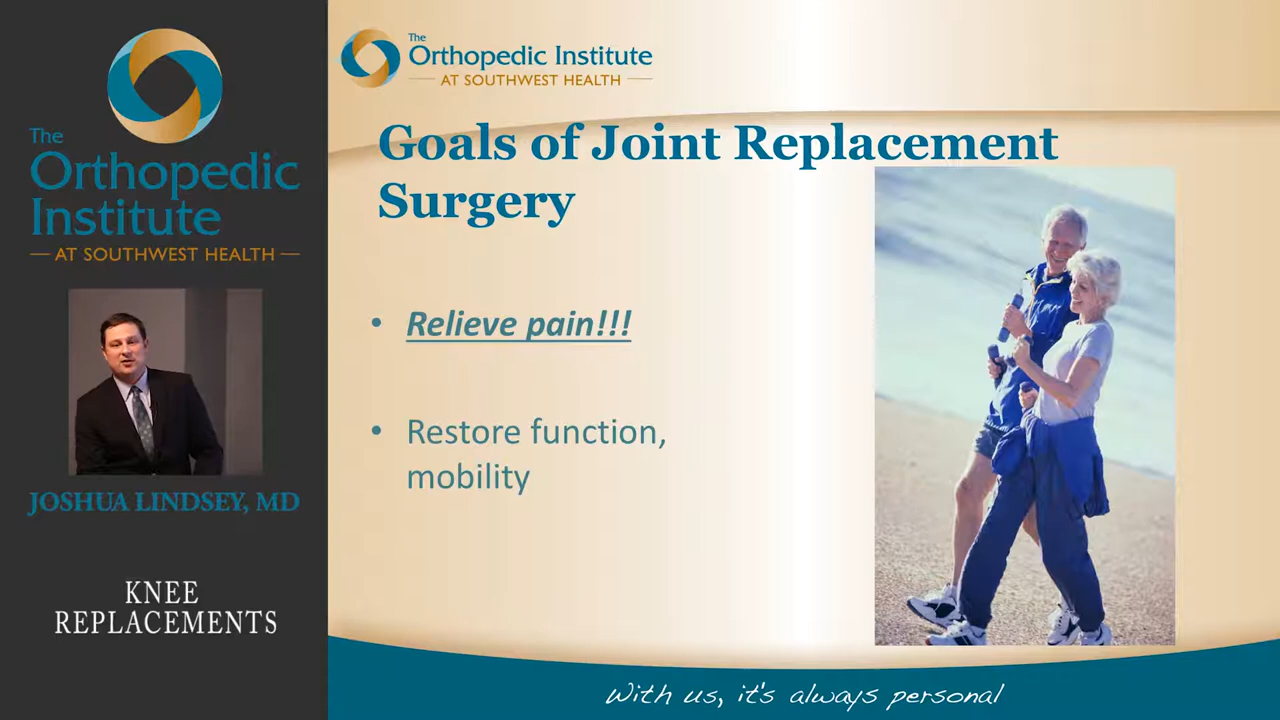 The
Orthopedic
Institute
AT SOUTHWEST HEALTH
JOSHUA LINDSEY, MD
KNEE
REPLACEMENTS
The
Orthopedic Institute
AT SOUTHWEST HEALTH
Goals of Joint Replacement
Surgery
• Relieve pain!!!
• Restore function,
mobility
With us, it's always personal